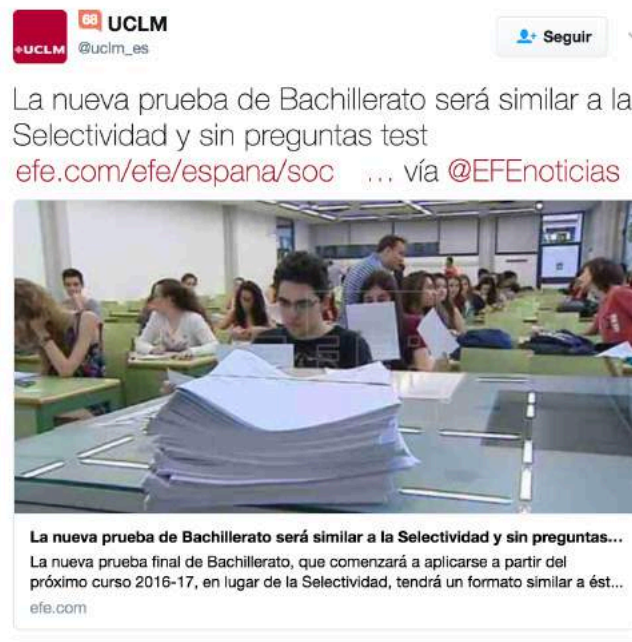 68 UCLM
UCLM @uclm_es
Seguir
La nueva prueba de Bachillerato será similar a la
Selectividad y sin preguntas test
efe.com/efe/espana/soc ... vía @EFEnoticias
La nueva prueba de Bachillerato será similar a la Selectividad y sin preguntas...
La nueva prueba final de Bachillerato, que comenzará a aplicarse a partir del
próximo curso 2016-17, en lugar de la Selectividad, tendrá un formato similar a ést...
efe.com